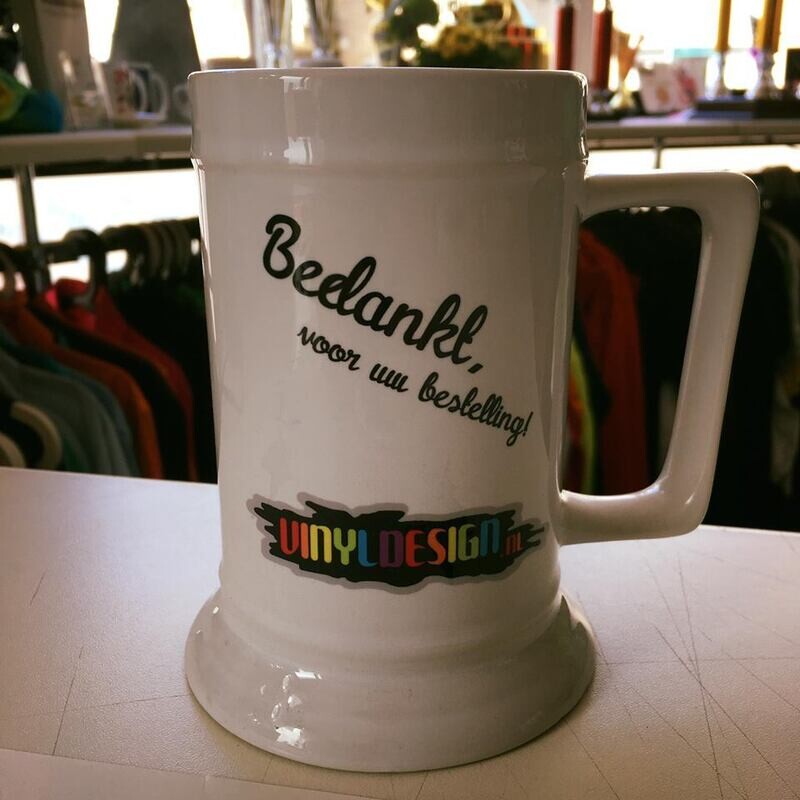 Bedankt,
voor uw bestelling!
VINYLDESIGN.NL